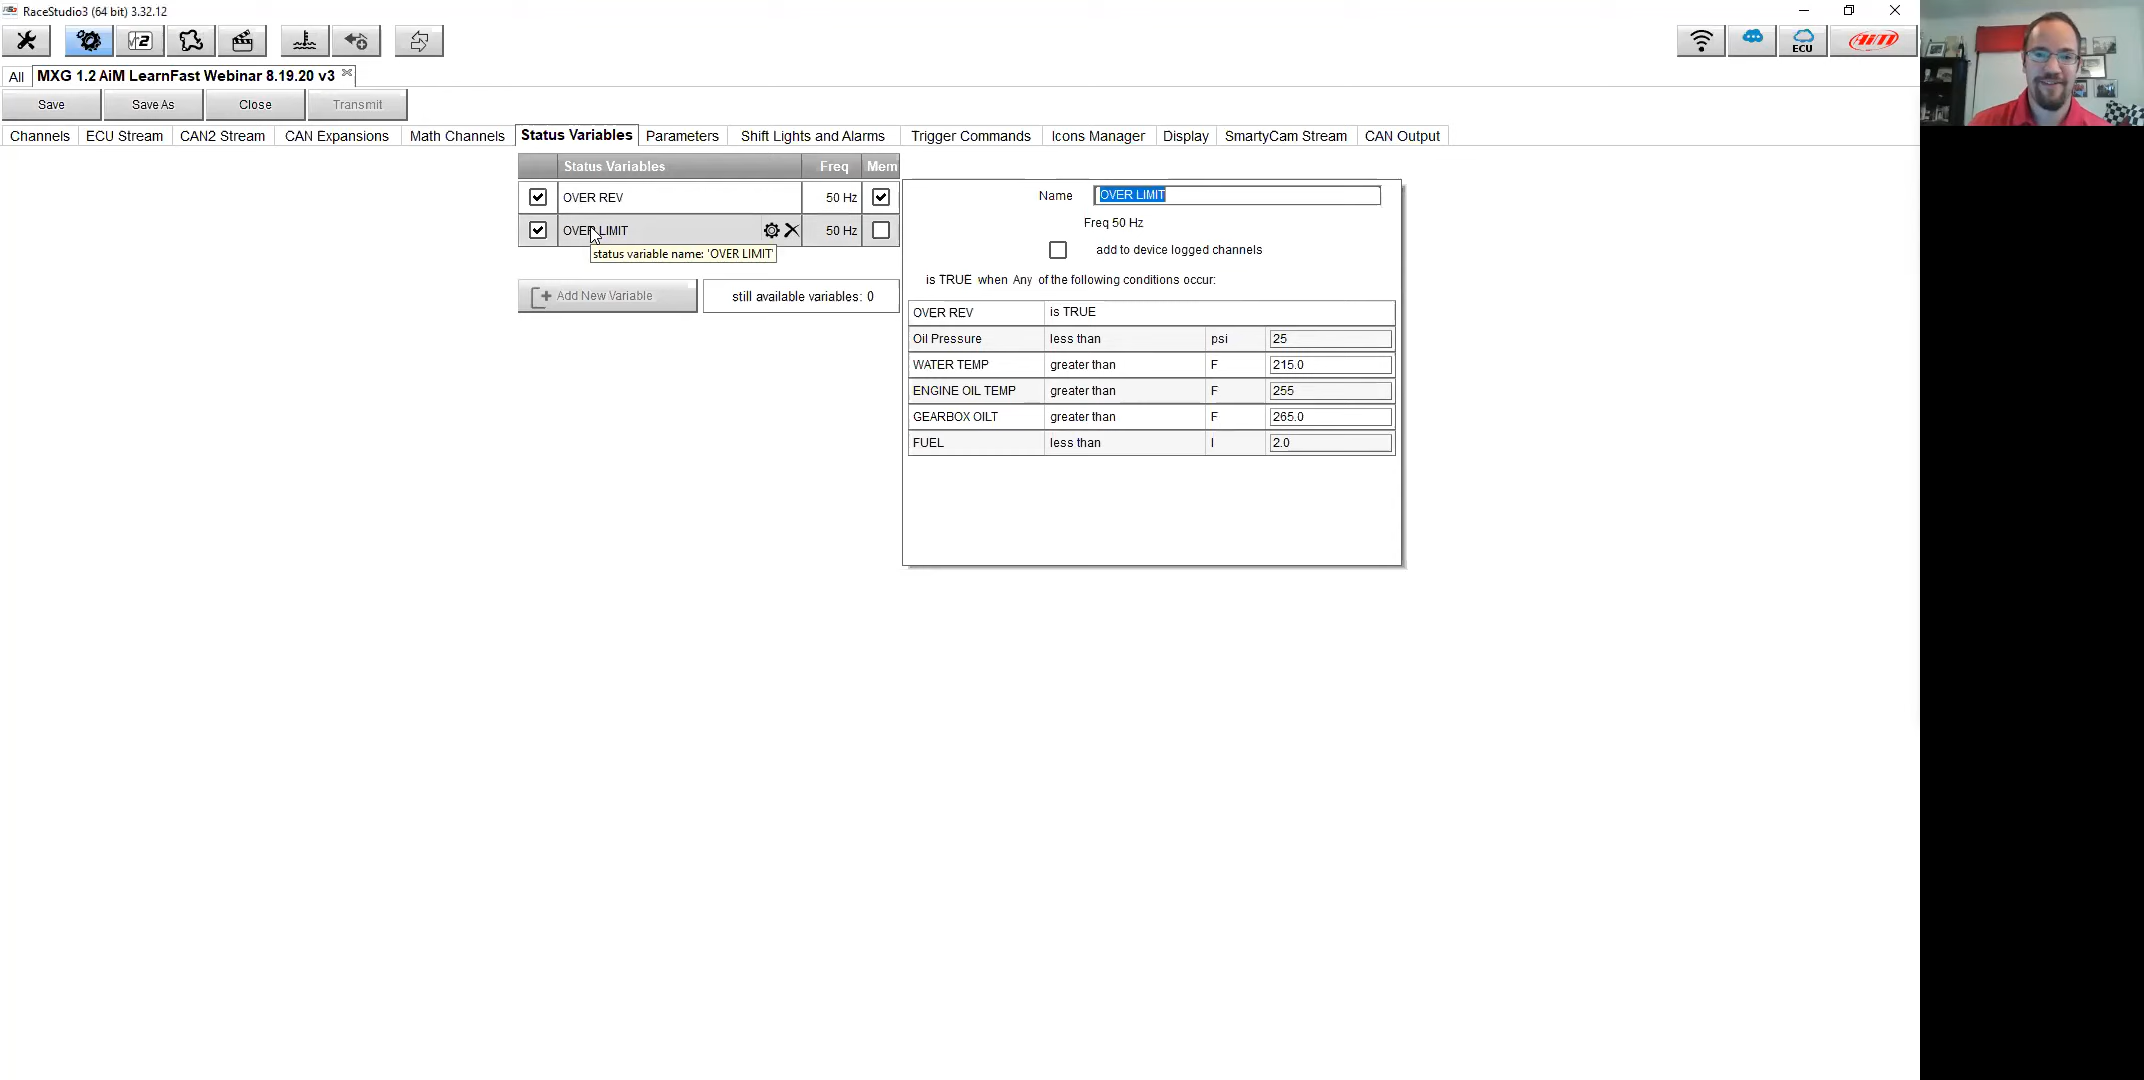 RaceStudio3 (64 bit) 3.32.12
ECU
AiM
All
MXG 1.2 AiM LearnFast Webinar 8.19.20 v3
Save
Save As
Close
Transmit
Channels
ECU Stream
CAN2 Stream
CAN Expansions
Math Channels
Status Variables
Parameters
Shift Lights and Alarms
Trigger Commands
Icons Manager
Display
SmartyCam Stream
CAN Output
Status Variables Freq Mem
OVER REV 50 Hz
OVER LIMIT 50 Hz
status variable name: 'OVER LIMIT'
Add New Variable
still available variables: 0
Name OVER LIMIT
Freq 50 Hz
add to device logged channels
is TRUE when Any of the following conditions occur:
OVER REV is TRUE
Oil Pressure less than psi 25
WATER TEMP greater than F 215.0
ENGINE OIL TEMP greater than F 255
GEARBOX OILT greater than F 265.0
FUEL less than l 2.0